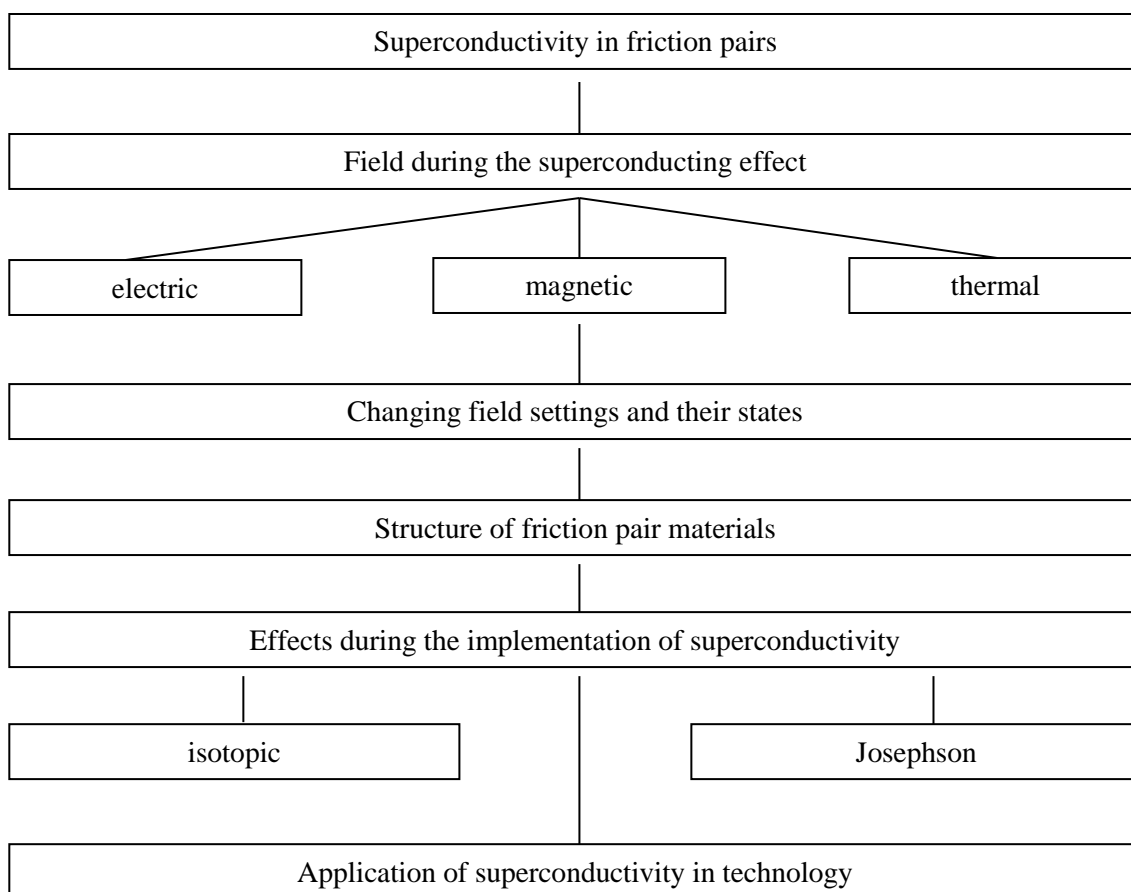 Superconductivity in friction pairs
Field during the superconducting effect
electric
magnetic
thermal
Changing field settings and their states
Structure of friction pair materials
Effects during the implementation of superconductivity
isotopic
Josephson
Application of superconductivity in technology